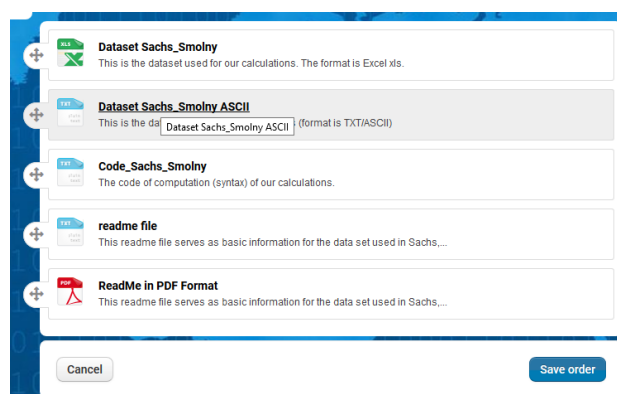 XLS
Dataset Sachs_Smolny
This is the dataset used for our calculations. The format is Excel xls.
TXT
Dataset Sachs_Smolny ASCII
This is the da (format is TXT/ASCII)
Dataset Sachs_Smolny ASCII
TXT
Code_Sachs_Smolny
The code of computation (syntax) of our calculations.
TXT
readme file
This readme file serves as basic information for the data set used in Sachs,...
PDF
ReadMe in PDF Format
This readme file serves as basic information for the data set used in Sachs,...
Cancel
Save order